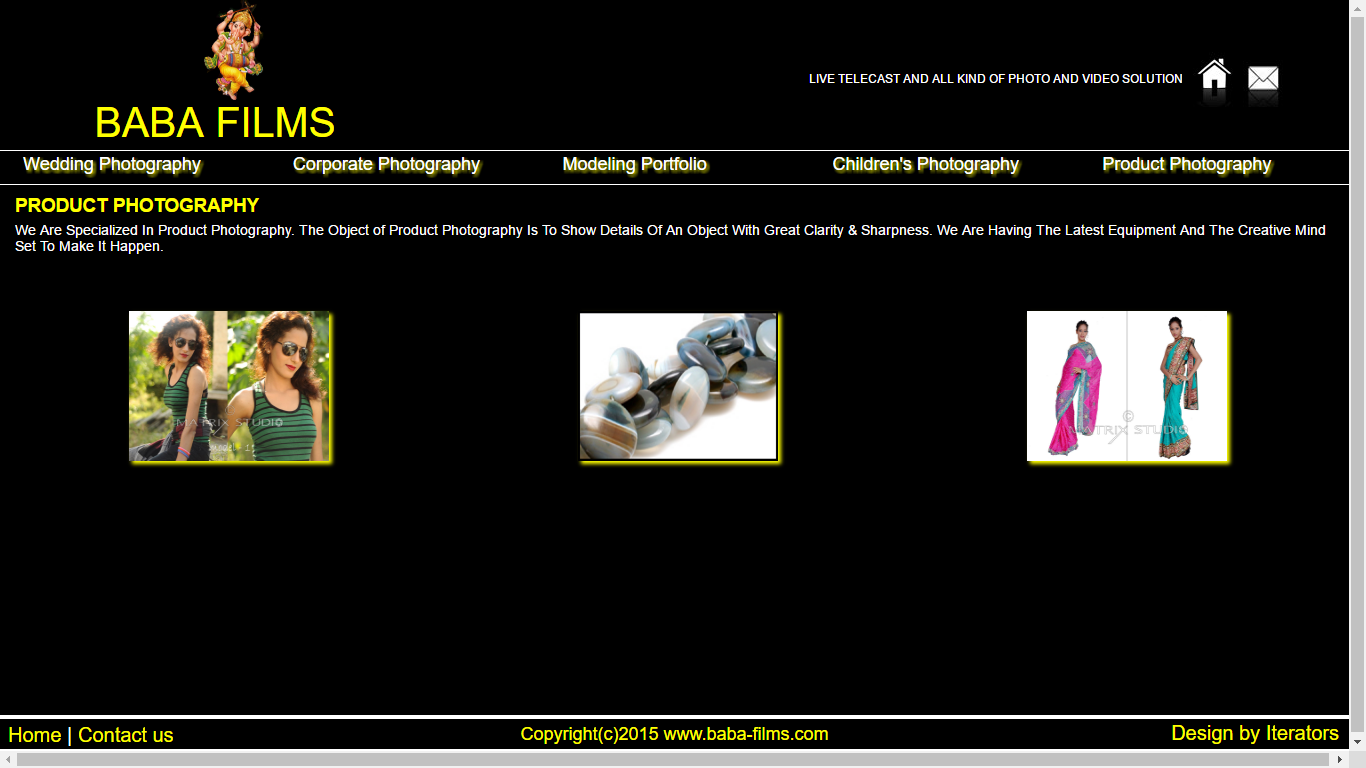 LIVE TELECAST AND ALL KIND OF PHOTO AND VIDEO SOLUTION
BABA FILMS
Wedding Photography Corporate Photography Modeling Portfolio Children's Photography Product Photography
PRODUCT PHOTOGRAPHY
We Are Specialized In Product Photography. The Object of Product Photography Is To Show Details Of An Object With Great Clarity & Sharpness. We Are Having The Latest Equipment And The Creative Mind
Set To Make It Happen.
MATRIX STUDIO
©
MATRIX STUDIO
Home | Contact us Copyright(c)2015 www.baba-films.com Design by Iterators